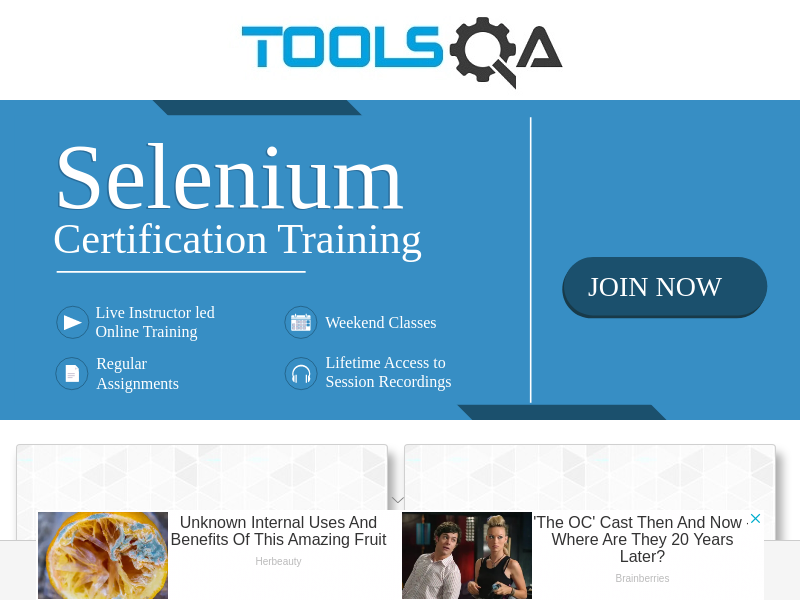 TOOLSQA
Selenium
Certification Training
JOIN NOW
Live Instructor led
Online Training
Weekend Classes
Regular
Assignments
Lifetime Access to
Session Recordings
Unknown Internal Uses And
Benefits Of This Amazing Fruit
Herbeauty
'The OC' Cast Then And Now -
Where Are They 20 Years
Later?
Brainberries